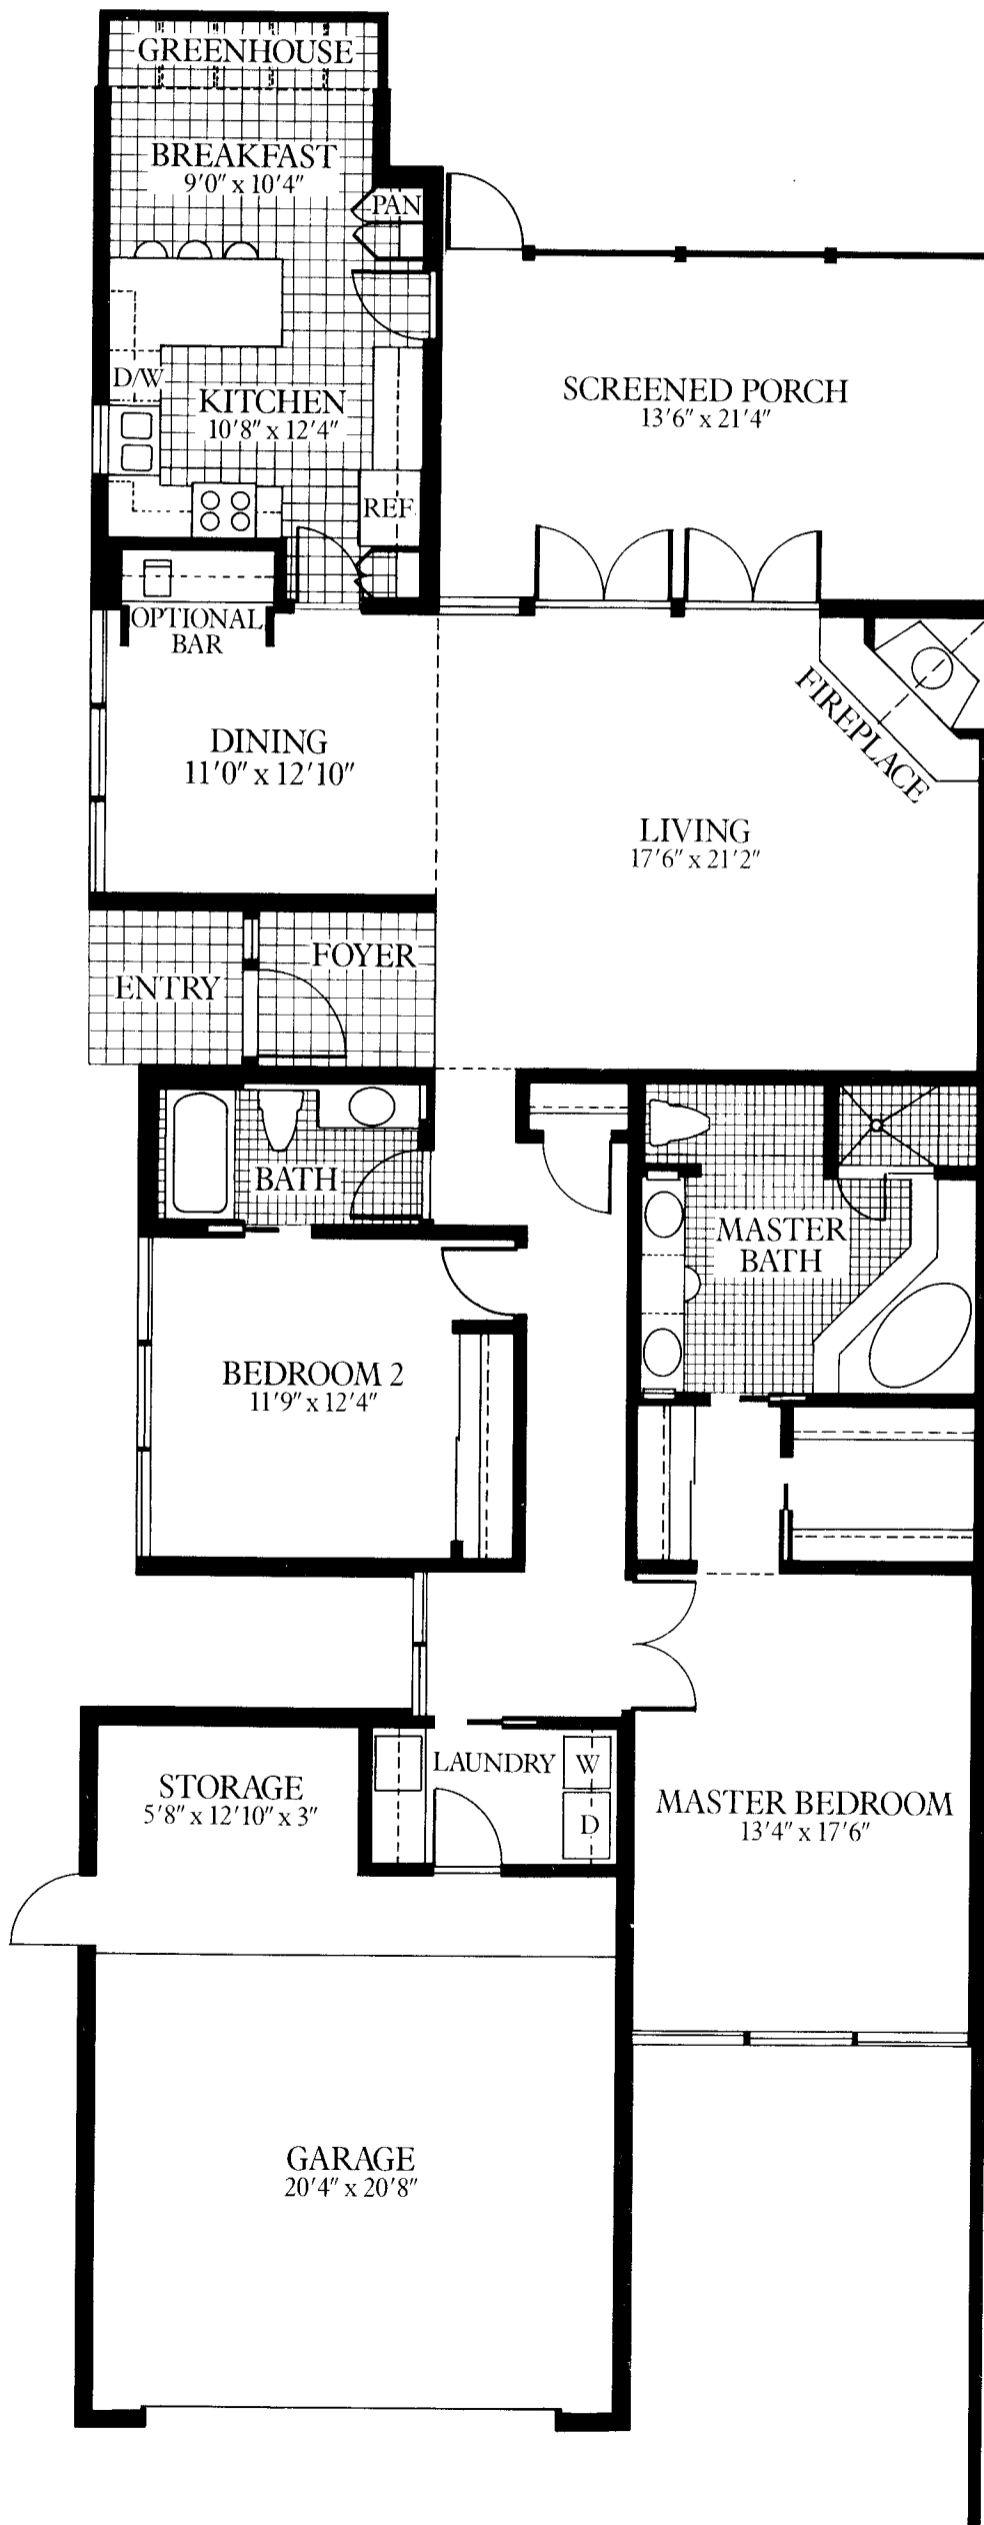 GREENHOUSE
BREAKFAST
9'0" x 10'4"
PAN
D/W
KITCHEN
10'8" x 12'4"
REF
SCREENED PORCH
13'6" x 21'4"
OPTIONAL
BAR
FIREPLACE
DINING
11'0" x 12'10"
LIVING
17'6" x 21'2"
FOYER
ENTRY
BATH
MASTER
BATH
BEDROOM 2
11'9" x 12'4"
LAUNDRY
W
D
STORAGE
5'8" x 12'10" x 3"
MASTER BEDROOM
13'4" x 17'6"
GARAGE
20'4" x 20'8"